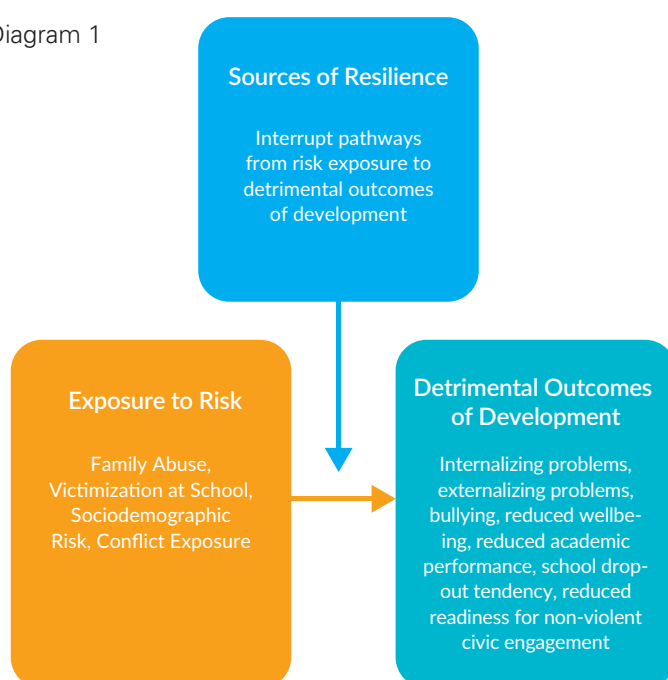 Diagram 1
Sources of Resilience
Interrupt pathways
from risk exposure to
detrimental outcomes
of development
Exposure to Risk
Family Abuse,
Victimization at School,
Sociodemographic
Risk, Conflict Exposure
Detrimental Outcomes
of Development
Internalizing problems,
externalizing problems,
bullying, reduced wellbe-
ing, reduced academic
performance, school drop-
out tendency, reduced
readiness for non-violent
civic engagement